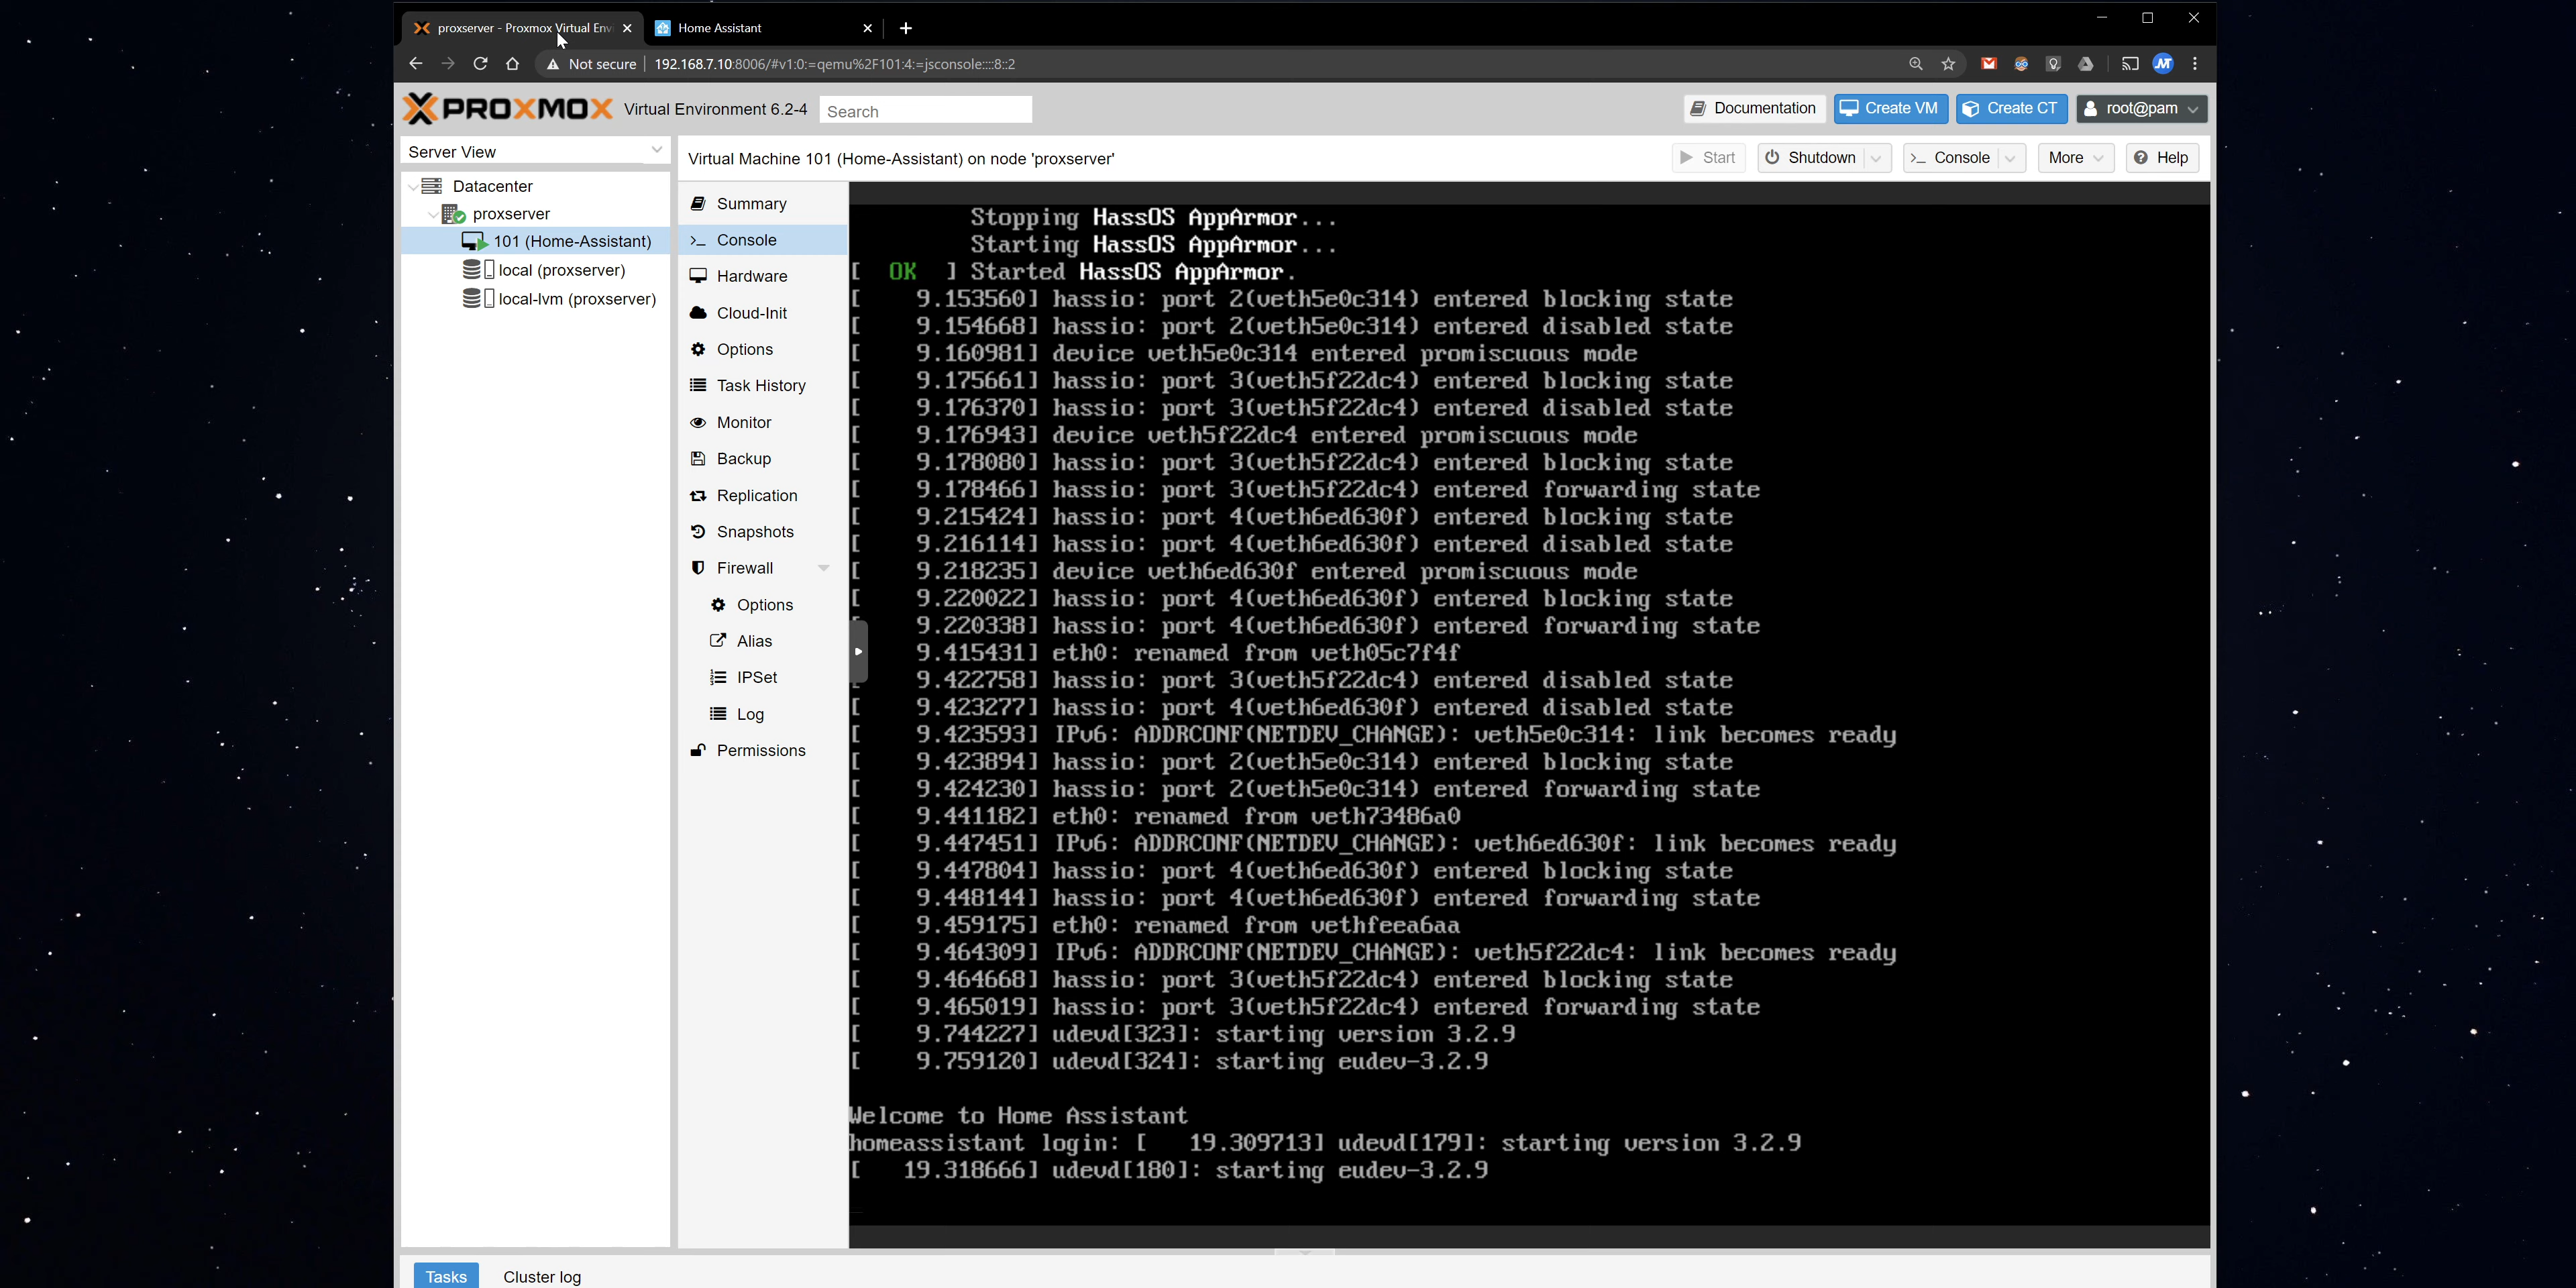 proxserver - Proxmox Virtual Env
Home Assistant
Not secure
192.168.7.10:8006/#v1:0:=qemu%2F101:4:=jsconsole::::8::2
PROXMOX
Virtual Environment 6.2-4
Search
Documentation
Create VM
Create CT
root@pam
Server View
Virtual Machine 101 (Home-Assistant) on node 'proxserver'
Start
Shutdown
Console
More
Help
Datacenter
proxserver
101 (Home-Assistant)
local (proxserver)
local-lvm (proxserver)
Summary
Console
Hardware
Cloud-Init
Options
Task History
Monitor
Backup
Replication
Snapshots
Firewall
Options
Alias
IPSet
Log
Permissions
Stopping HassOS AppArmor...
Starting HassOS AppArmor...
[  OK  ] Started HassOS AppArmor.
[    9.153560] hassio: port 2(veth5e0c314) entered blocking state
[    9.154668] hassio: port 2(veth5e0c314) entered disabled state
[    9.160981] device veth5e0c314 entered promiscuous mode
[    9.175661] hassio: port 3(veth5f22dc4) entered blocking state
[    9.176370] hassio: port 3(veth5f22dc4) entered disabled state
[    9.176943] device veth5f22dc4 entered promiscuous mode
[    9.178080] hassio: port 3(veth5f22dc4) entered blocking state
[    9.178466] hassio: port 3(veth5f22dc4) entered forwarding state
[    9.215424] hassio: port 4(veth6ed630f) entered blocking state
[    9.216114] hassio: port 4(veth6ed630f) entered disabled state
[    9.218235] device veth6ed630f entered promiscuous mode
[    9.220022] hassio: port 4(veth6ed630f) entered blocking state
[    9.220338] hassio: port 4(veth6ed630f) entered forwarding state
9.415431] eth0: renamed from veth05c7f4f
[    9.422758] hassio: port 3(veth5f22dc4) entered disabled state
[    9.423277] hassio: port 4(veth6ed630f) entered disabled state
[    9.423593] IPv6: ADDRCONF(NETDEV_CHANGE): veth5e0c314: link becomes ready
[    9.423894] hassio: port 2(veth5e0c314) entered blocking state
[    9.424230] hassio: port 2(veth5e0c314) entered forwarding state
[    9.441182] eth0: renamed from veth73486a0
[    9.447451] IPv6: ADDRCONF(NETDEV_CHANGE): veth6ed630f: link becomes ready
[    9.447804] hassio: port 4(veth6ed630f) entered blocking state
[    9.448144] hassio: port 4(veth6ed630f) entered forwarding state
[    9.459175] eth0: renamed from vethfeea6aa
[    9.464309] IPv6: ADDRCONF(NETDEV_CHANGE): veth5f22dc4: link becomes ready
[    9.464668] hassio: port 3(veth5f22dc4) entered blocking state
[    9.465019] hassio: port 3(veth5f22dc4) entered forwarding state
[    9.744227] udevd[323]: starting version 3.2.9
[    9.759120] udevd[324]: starting eudev-3.2.9
Welcome to Home Assistant
homeassistant login: [   19.309713] udevd[179]: starting version 3.2.9
[   19.318666] udevd[180]: starting eudev-3.2.9
Tasks
Cluster log